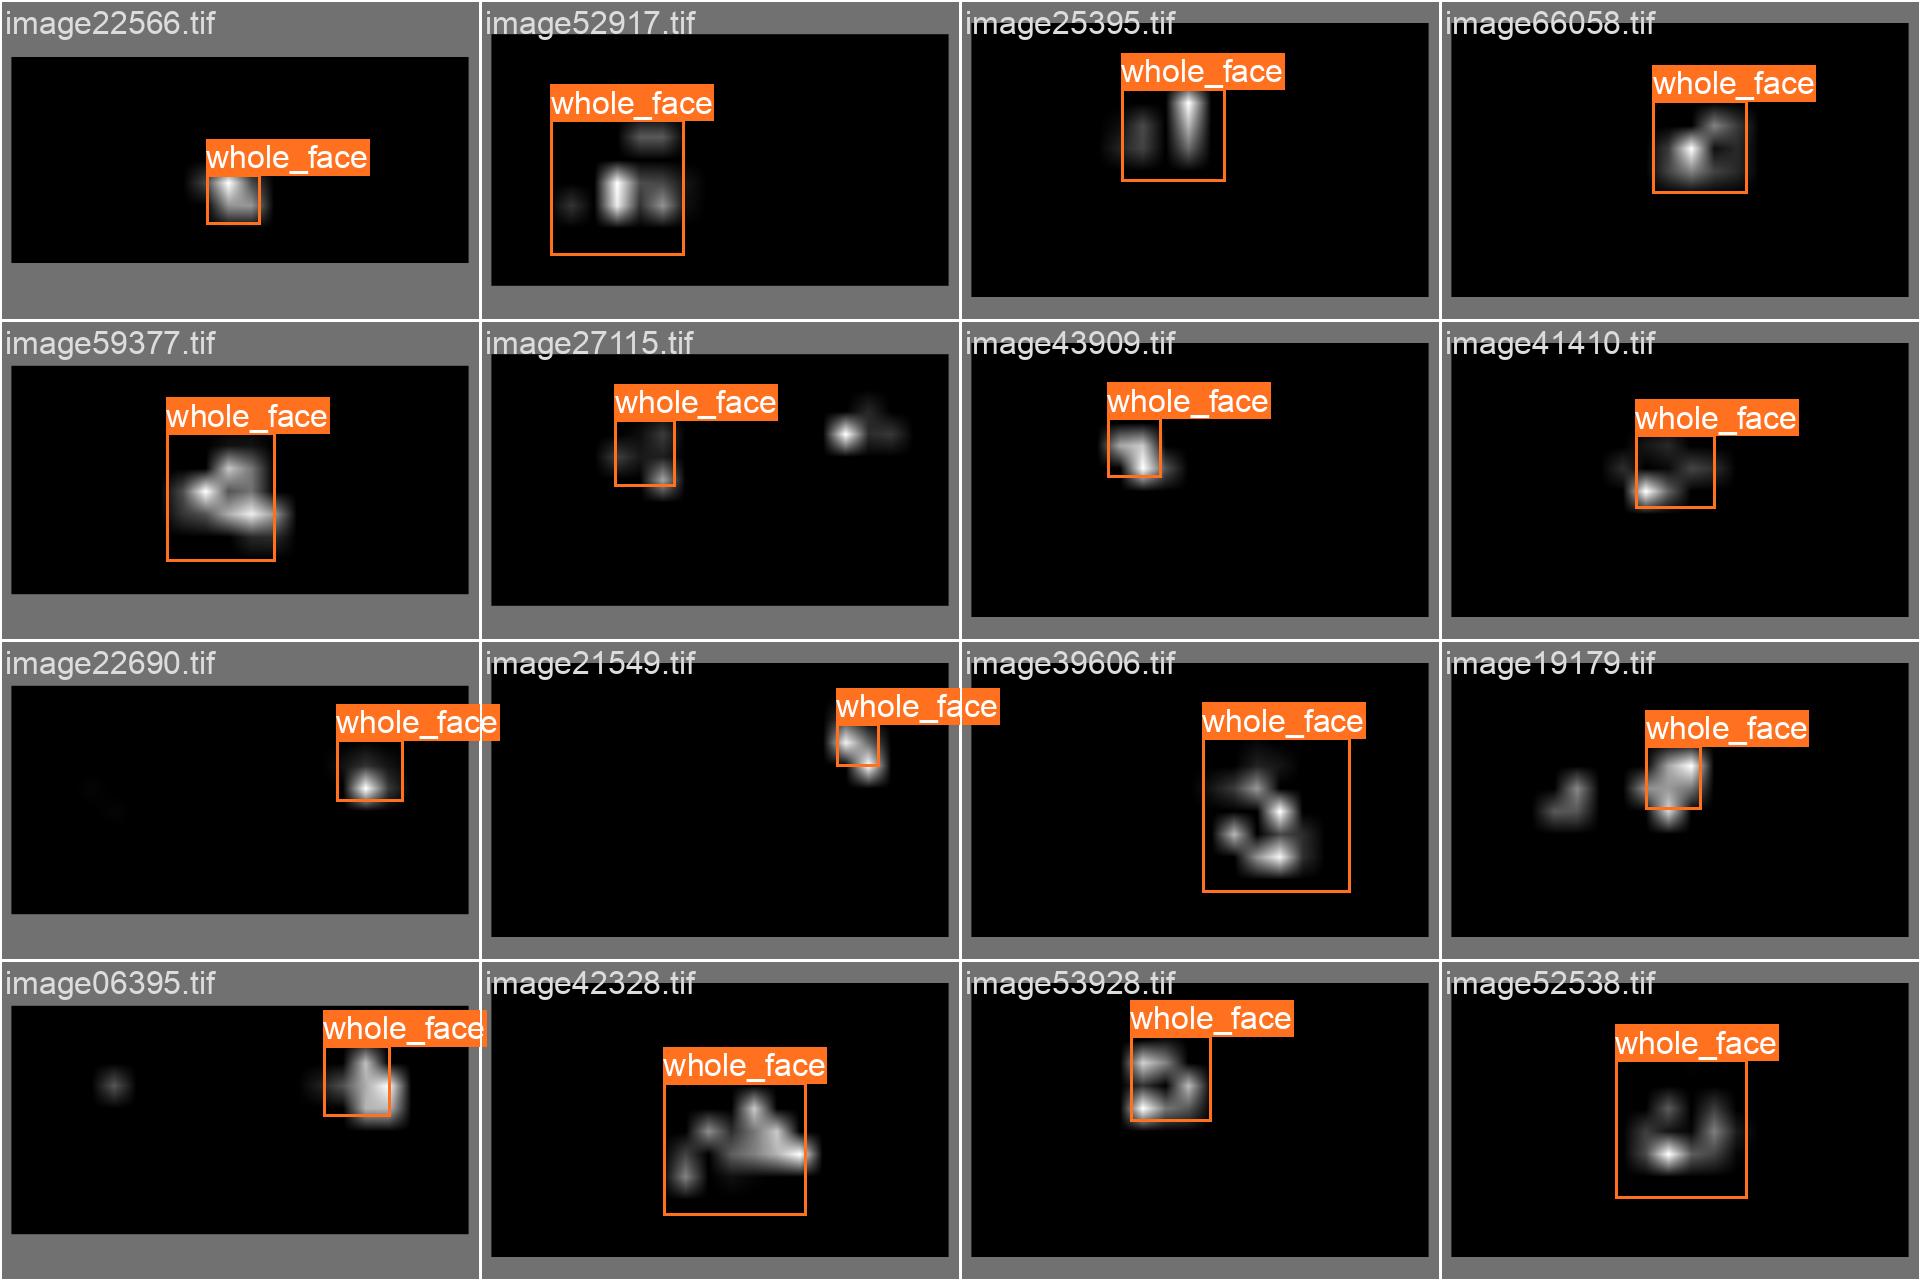 image22566.tif
whole_face
image52917.tif
whole_face
image25395.tif
whole_face
image66058.tif
whole_face
image59377.tif
whole_face
image27115.tif
whole_face
image43909.tif
whole_face
image41410.tif
whole_face
image22690.tif
whole_face
image21549.tif
whole_face
image39606.tif
whole_face
image19179.tif
whole_face
image06395.tif
whole_face
image42328.tif
whole_face
image53928.tif
whole_face
image52538.tif
whole_face